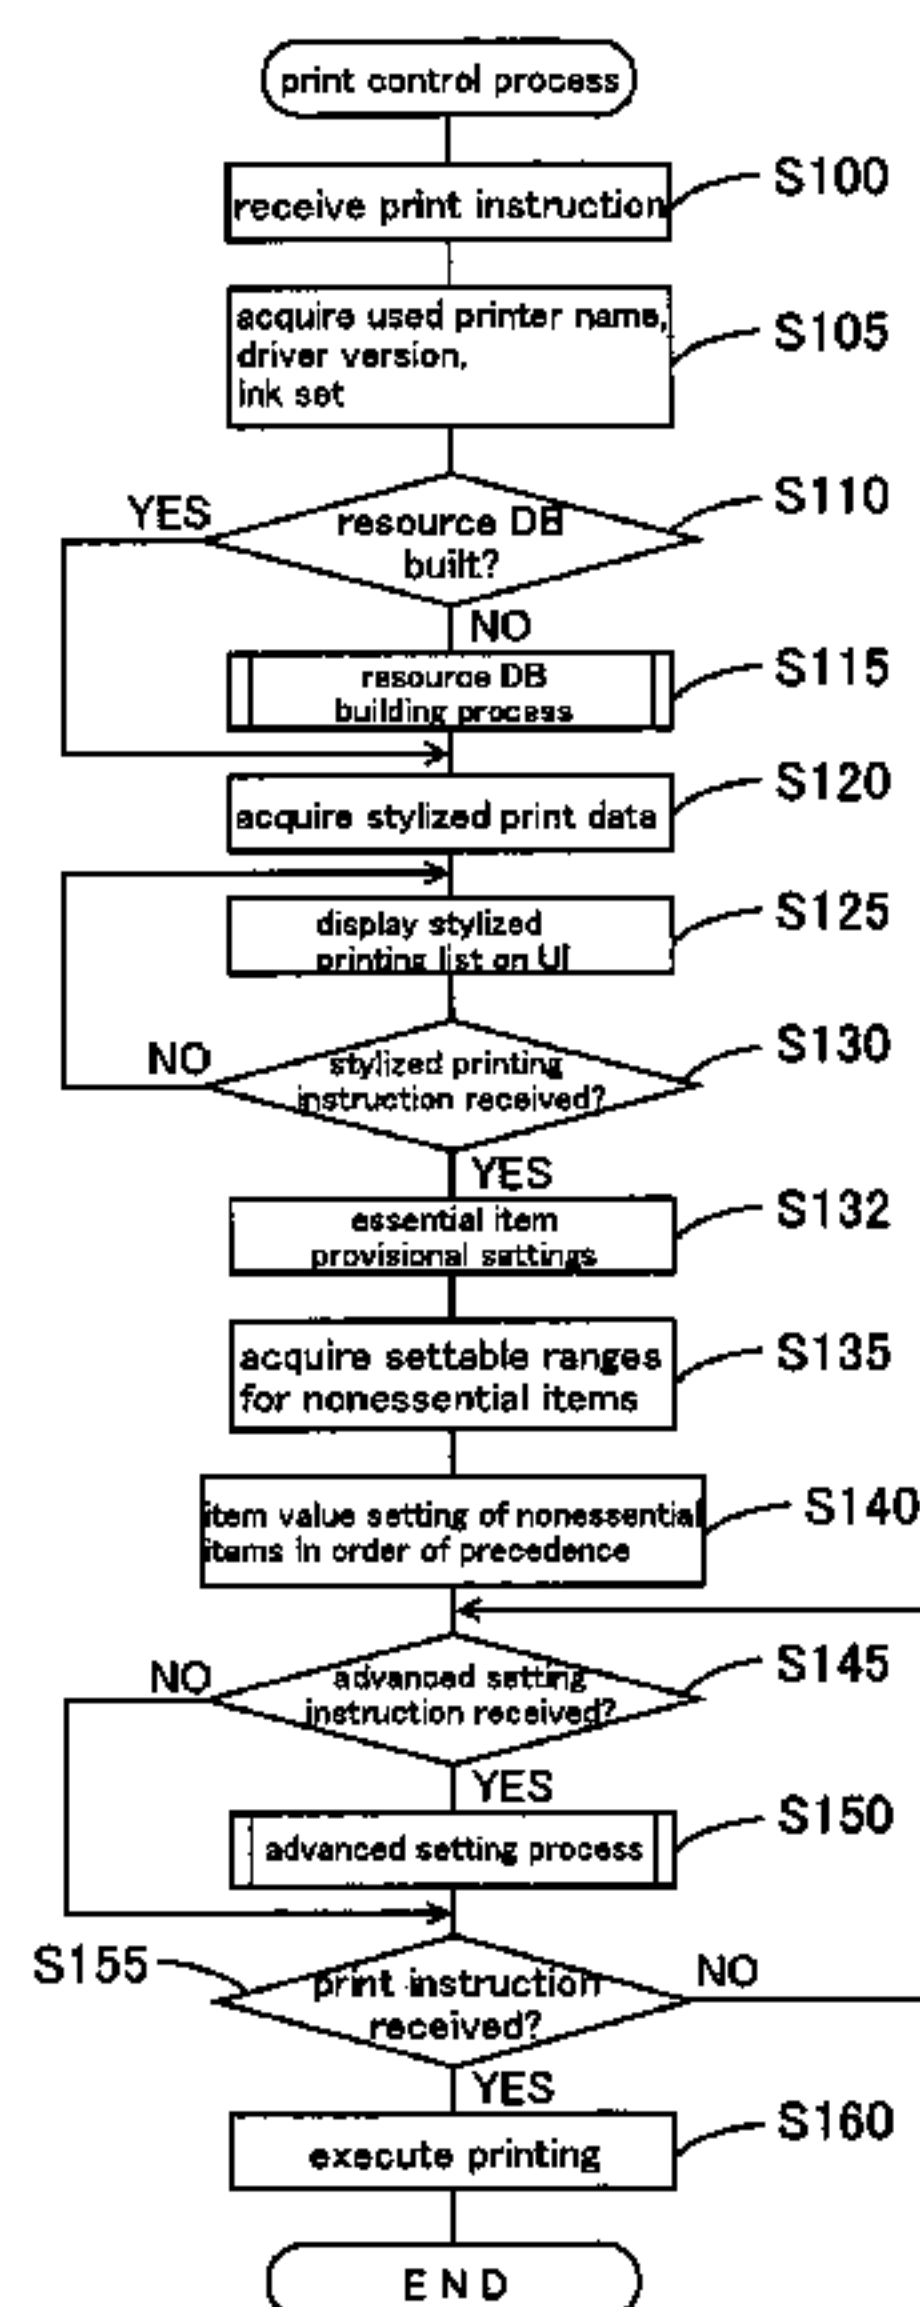 print control process
S100
receive print instruction
acquire used printer name,
S105
driver version,
ink set
YES
S110
resource DB
built?
NO
S115
resource DB
building process
S120
acquire stylized print data
S125
display stylized
printing list on UI
S130
NO
stylized printing
instruction received?
YES
S132
essential item
provisional settings
S135
acquire settable ranges
for nonessential items
S140
item value setting of nonessential
items in order of precedence
S145
NO
advanced setting
instruction received?
YES
S150
advanced setting process
S155
NO
print instruction
received?
YES
S160
execute printing
END